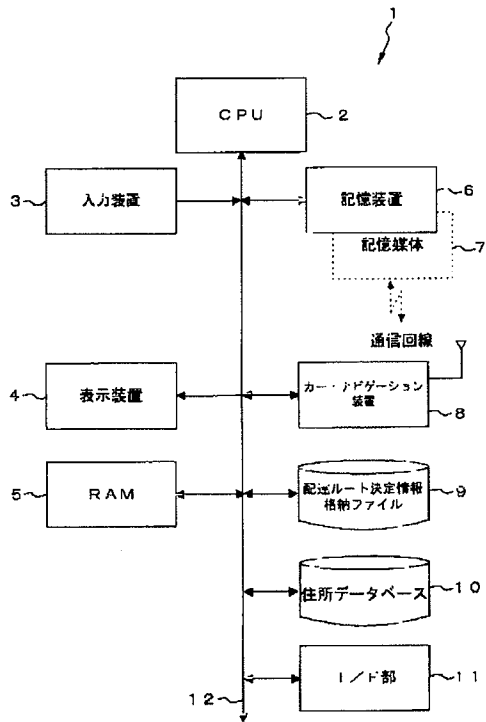 1
CPU
2
3
入力装置
記憶装置
6
記憶媒体
7
通信回線
4
表示装置
カー・ナビゲーション
装置
8
5
RAM
配達ルート決定情報
格納ファイル
9
住所データベース
10
I/F部
11
12